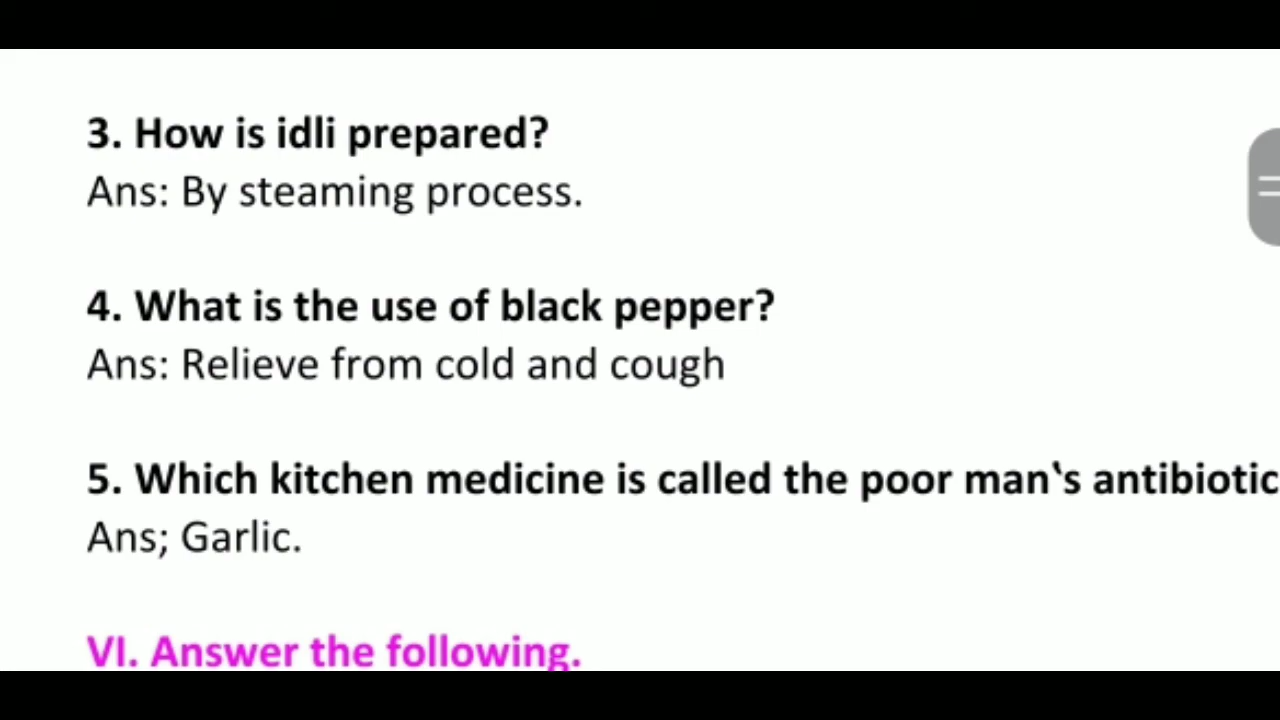 3. How is idli prepared?
Ans: By steaming process.
4. What is the use of black pepper?
Ans: Relieve from cold and cough
5. Which kitchen medicine is called the poor man‛s antibiotic
Ans; Garlic.
VI. Answer the following.